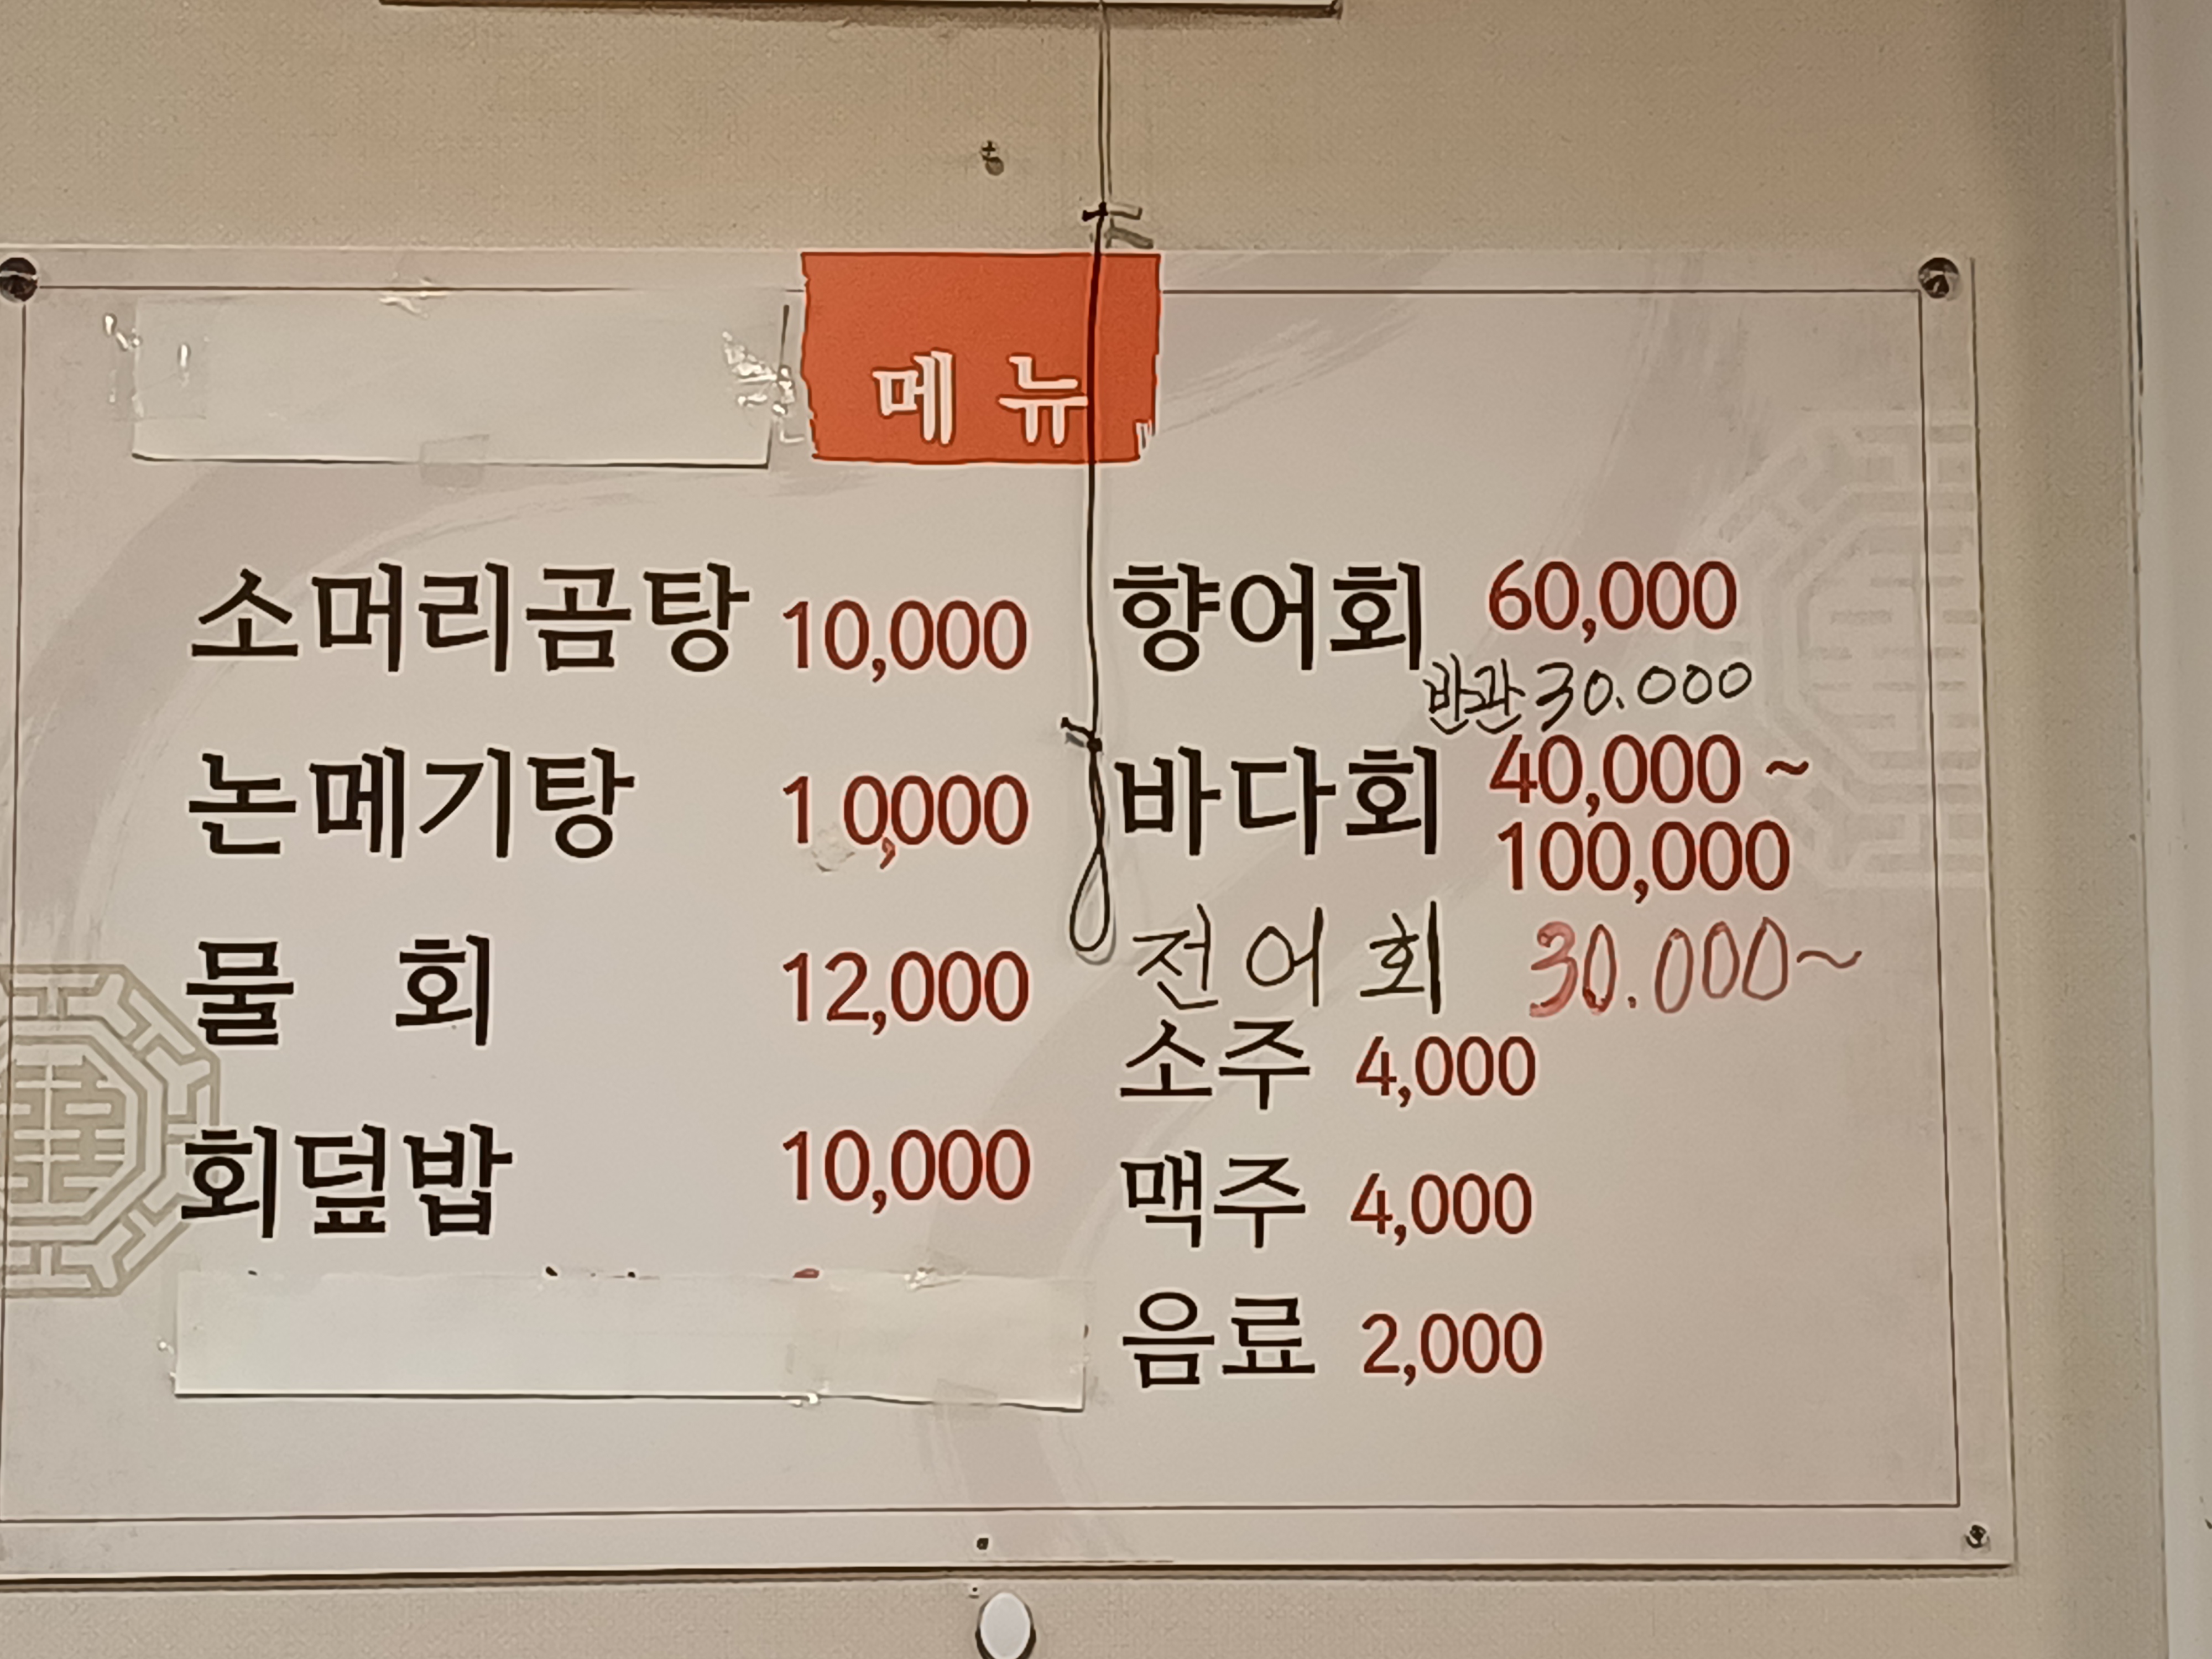 메뉴
소머리곰탕 10,000
논메기탕 10,000
물 회 12,000
회덮밥 10,000
향어회 60,000
반관 30.000
바다회 40,000 ~
100,000
전어회 30.000~
소주 4,000
맥주 4,000
음료 2,000